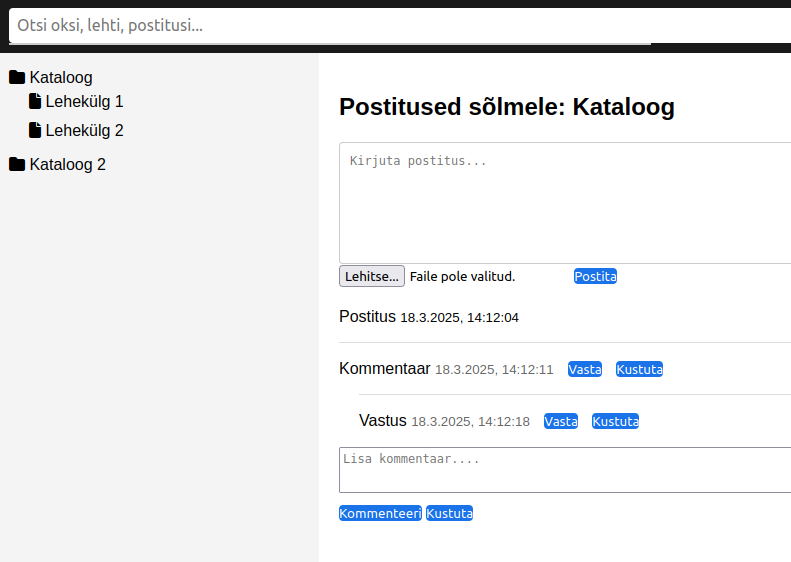 Otsi oksi, lehti, postitusi...
Kataloog
Lehekülg 1
Lehekülg 2
Kataloog 2
Postitused sõlmele: Kataloog
Kirjuta postitus...
Lehitse... Faile pole valitud. Postita
Postitus 18.3.2025, 14:12:04
Kommentaar 18.3.2025, 14:12:11 Vasta Kustuta
Vastus 18.3.2025, 14:12:18 Vasta Kustuta
Lisa kommentaar....
Kommenteeri Kustuta